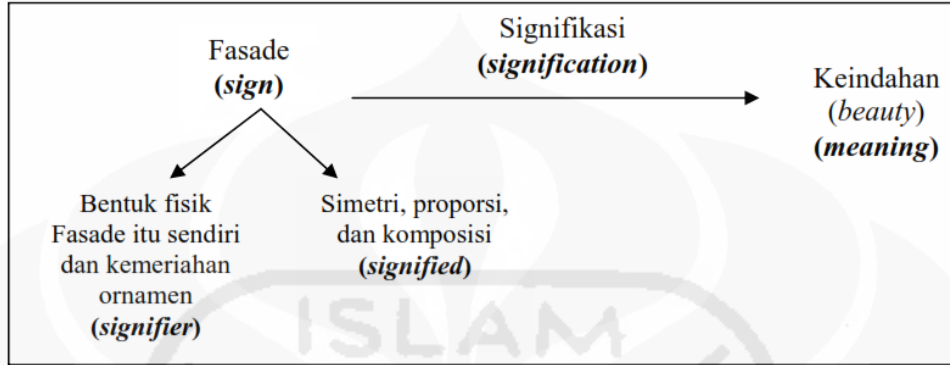 Fasade
(sign)
Signifikasi
(signification)
Keindahan
(beauty)
(meaning)
Bentuk fisik
Fasade itu sendiri
dan kemeriahan
ornamen
(signifier)
Simetri, proporsi,
dan komposisi
(signified)
ISLAM